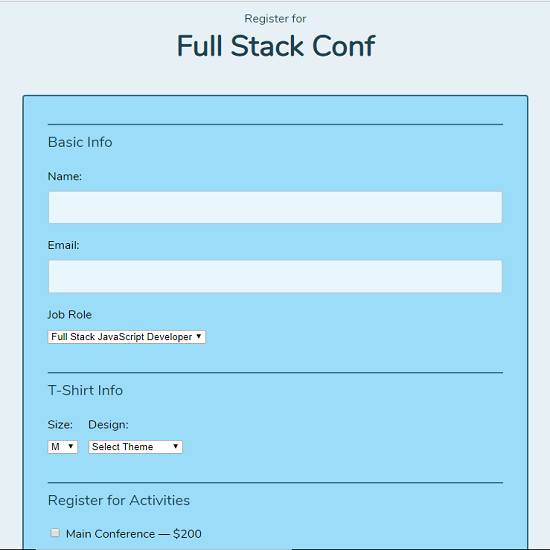 Register for
Full Stack Conf
Basic Info
Name:
Email:
Job Role
Full Stack JavaScript Developer
T-Shirt Info
Size: Design:
M Select Theme
Register for Activities
Main Conference — $200